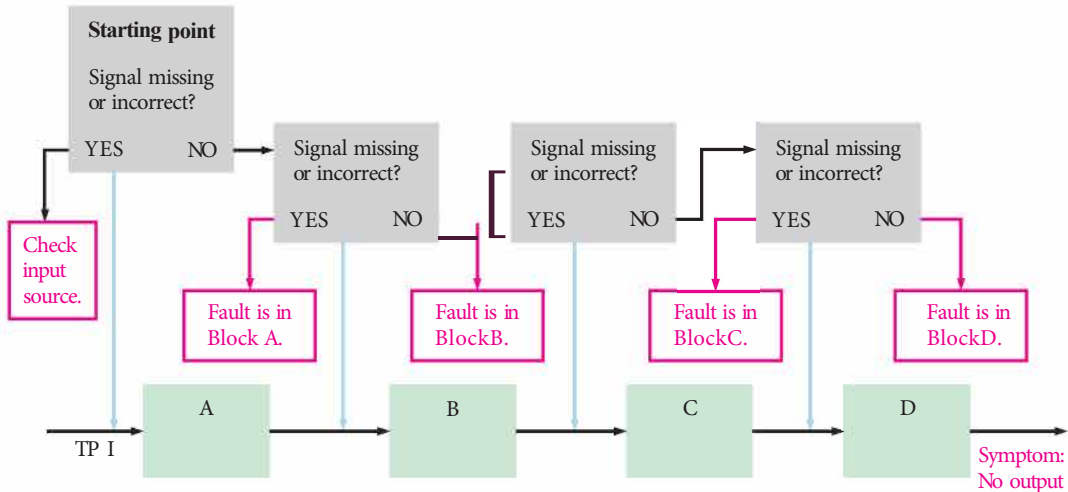 Starting point
Signal missing
or incorrect?
YES NO
Signal missing
or incorrect?
YES NO
Signal missing
or incorrect?
YES NO
Signal missing
or incorrect?
YES NO
Check
input
source.
Fault is in
Block A.
Fault is in
BlockB.
Fault is in
BlockC.
Fault is in
BlockD.
A
B
C
D
TP I
Symptom:
No output